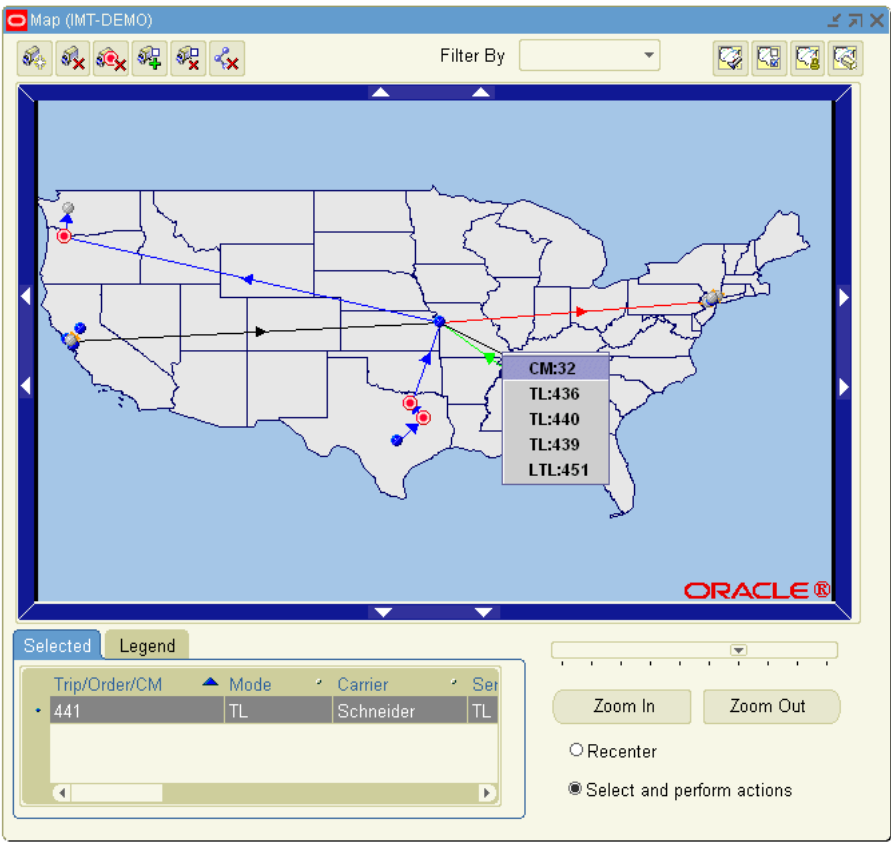 Map (IMT-DEMO)
Filter By
CM:32
TL:436
TL:440
TL:439
LTL:451
ORACLE ®
Selected Legend
Trip/Order/CM Mode Carrier Ser
441 TL Schneider TL
Zoom In Zoom Out
Recenter
Select and perform actions